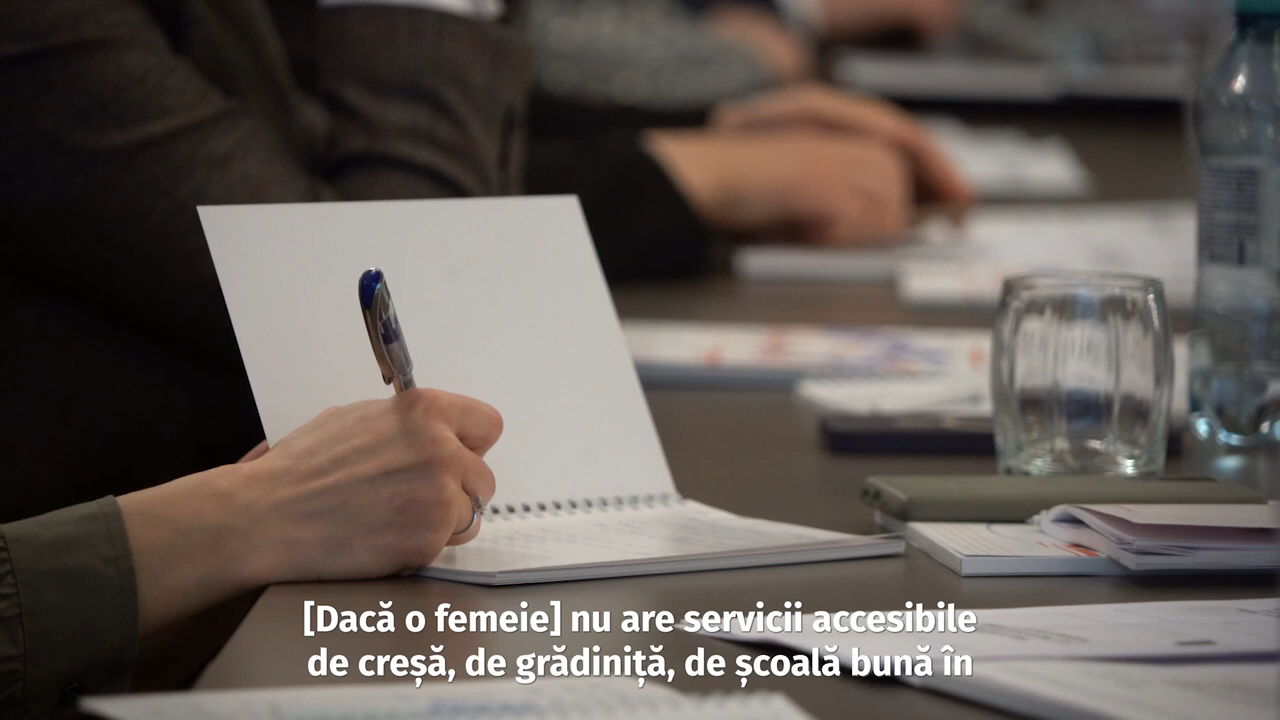 [Dacă o femeie] nu are servicii accesibile
de creșă, de grădiniță, de școală bună în